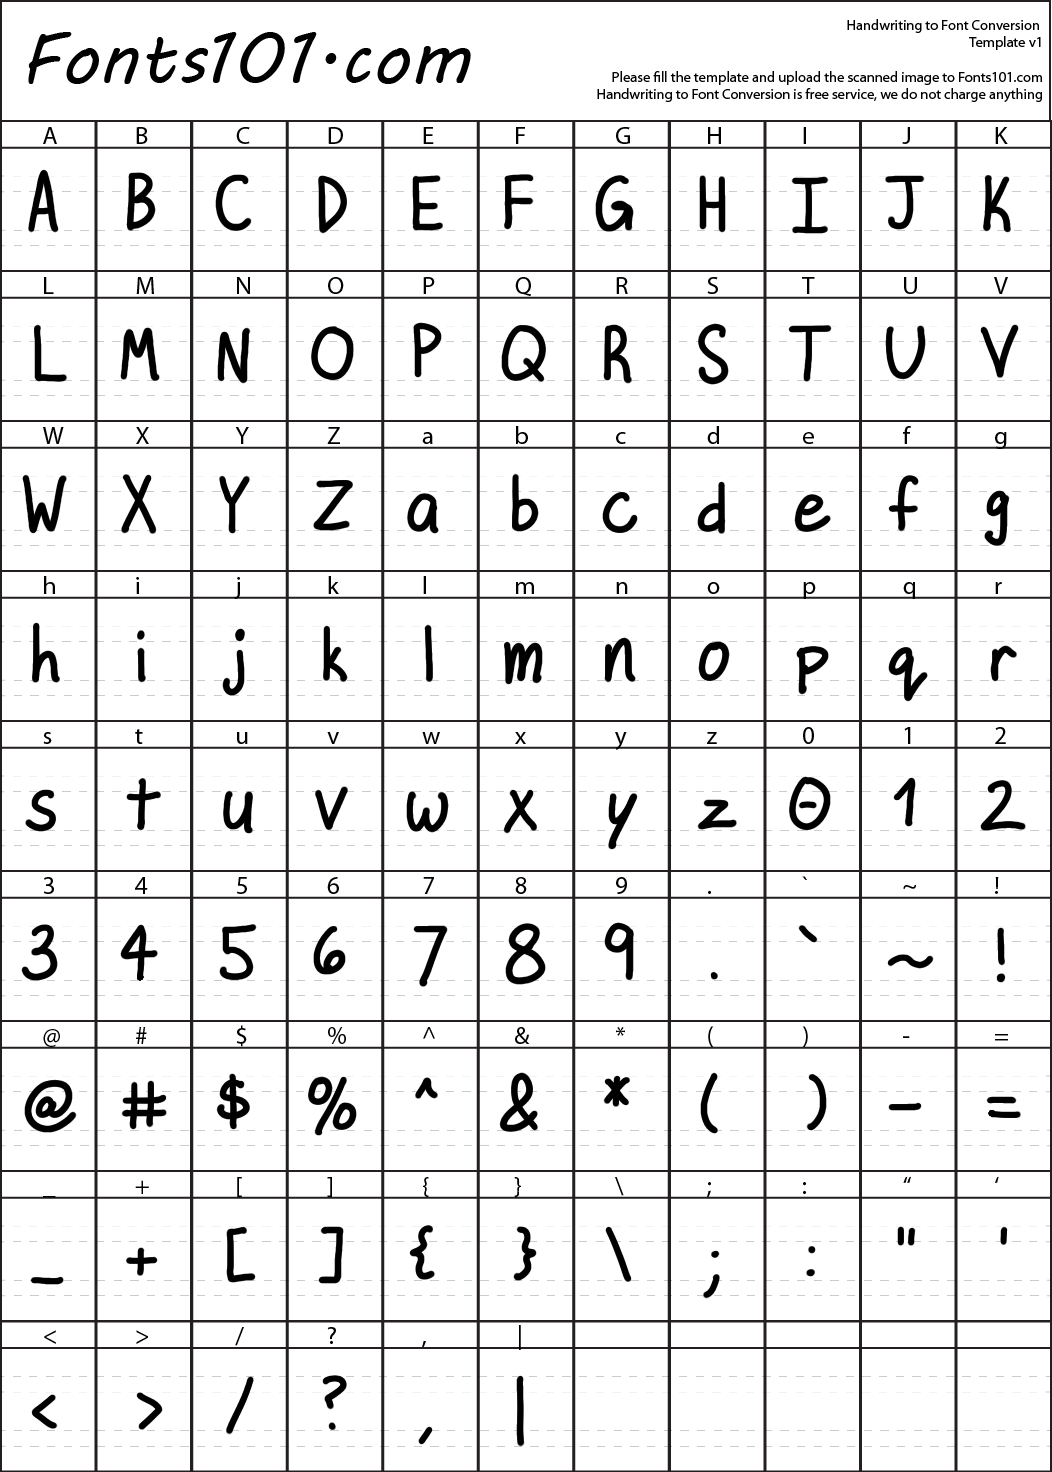 Fonts101.com
Handwriting to Font Conversion
Template v1
Please fill the template and upload the scanned image to Fonts101.com
Handwriting to Font Conversion is free service, we do not charge anything
A B C D E F G H I J K
A B C D E F G H I J K
L M N O P Q R S T U V
L M N O P Q R S T U V
W X Y Z a b c d e f g
W X Y Z a b c d e f g
h i j k l m n o p q r
h i j k l m n o p q r
s t u v w x y z 0 1 2
s t u v w x y z 0 1 2
3 4 5 6 7 8 9 . ` ~ !
3 4 5 6 7 8 9 . ` ~ !
@ # $ % ^ & * ( ) - =
@ # $ % ^ & * ( ) - =
_ + [ ] { } \ ; : “ ‘
_ + [ ] { } \ ; : " '
< > / ? , |
< > / ? , |